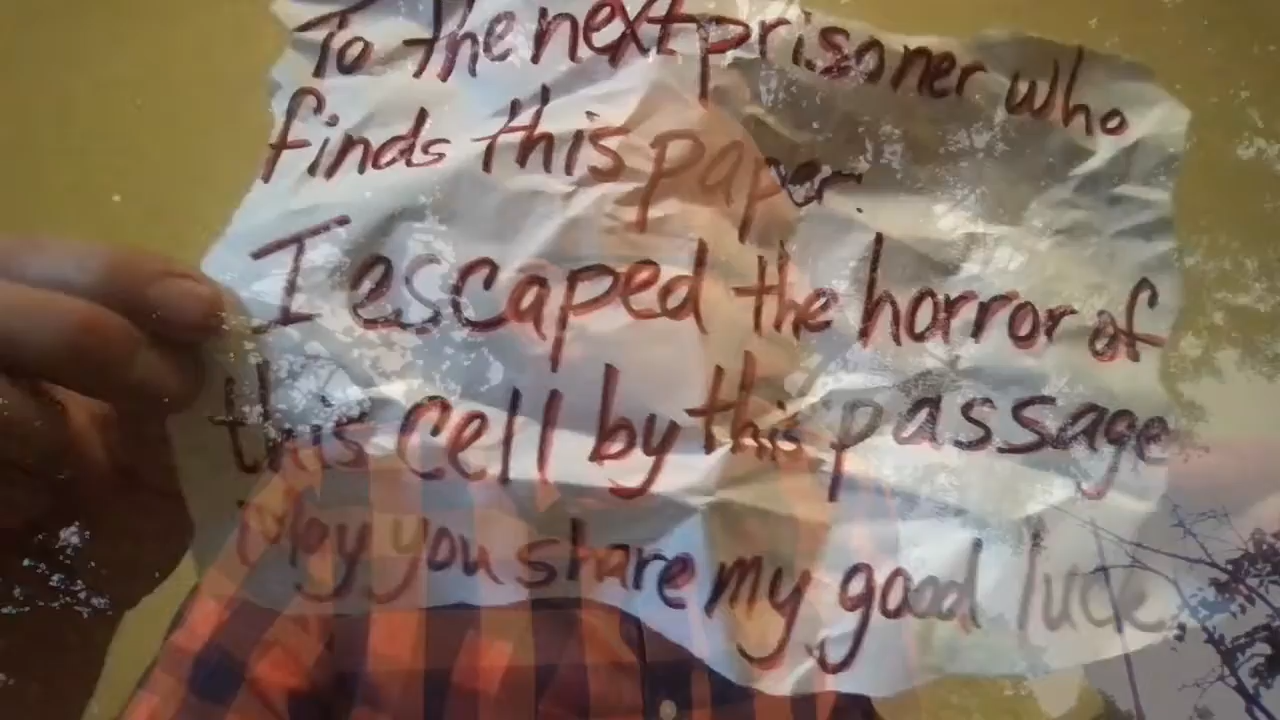 To the next prisoner who
finds this paper.
I escaped the horror of
this cell by this passage
May you share my good luck.